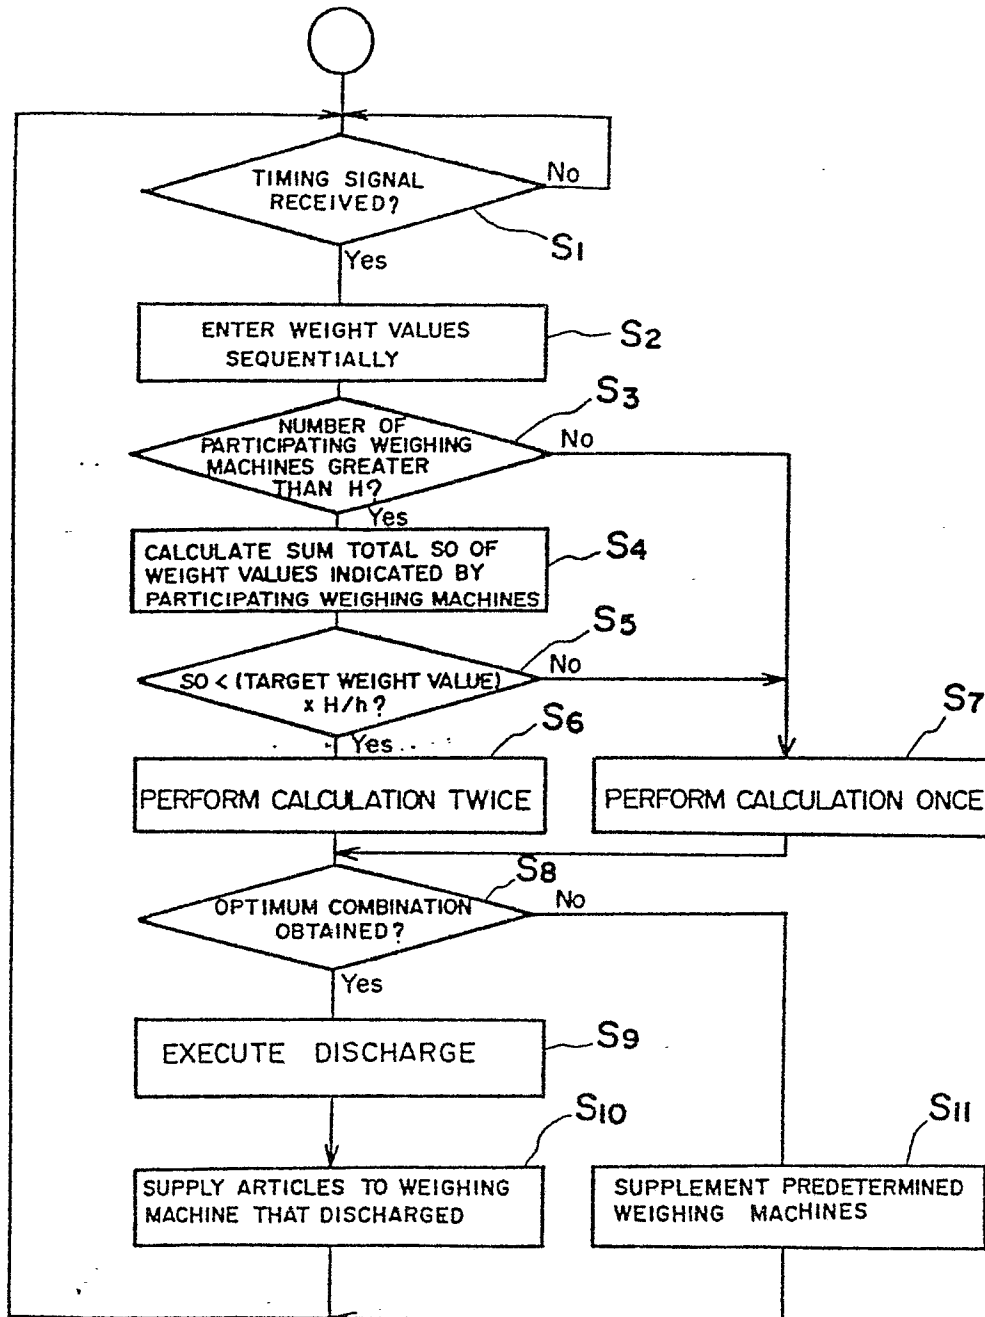 TIMING SIGNAL
RECEIVED?
No
S1
Yes
ENTER WEIGHT VALUES
SEQUENTIALLY
S2
S3
NUMBER OF
PARTICIPATING WEIGHING
MACHINES GREATER
THAN H?
No
Yes
CALCULATE SUM TOTAL SO OF
WEIGHT VALUES INDICATED BY
PARTICIPATING WEIGHING MACHINES
S4
S5
SO < (TARGET WEIGHT VALUE)
x H/h?
No
Yes
S6
S7
PERFORM CALCULATION TWICE
PERFORM CALCULATION ONCE
S8
OPTIMUM COMBINATION
OBTAINED?
No
Yes
EXECUTE DISCHARGE
S9
S10
S11
SUPPLY ARTICLES TO WEIGHING
MACHINE THAT DISCHARGED
SUPPLEMENT PREDETERMINED
WEIGHING MACHINES